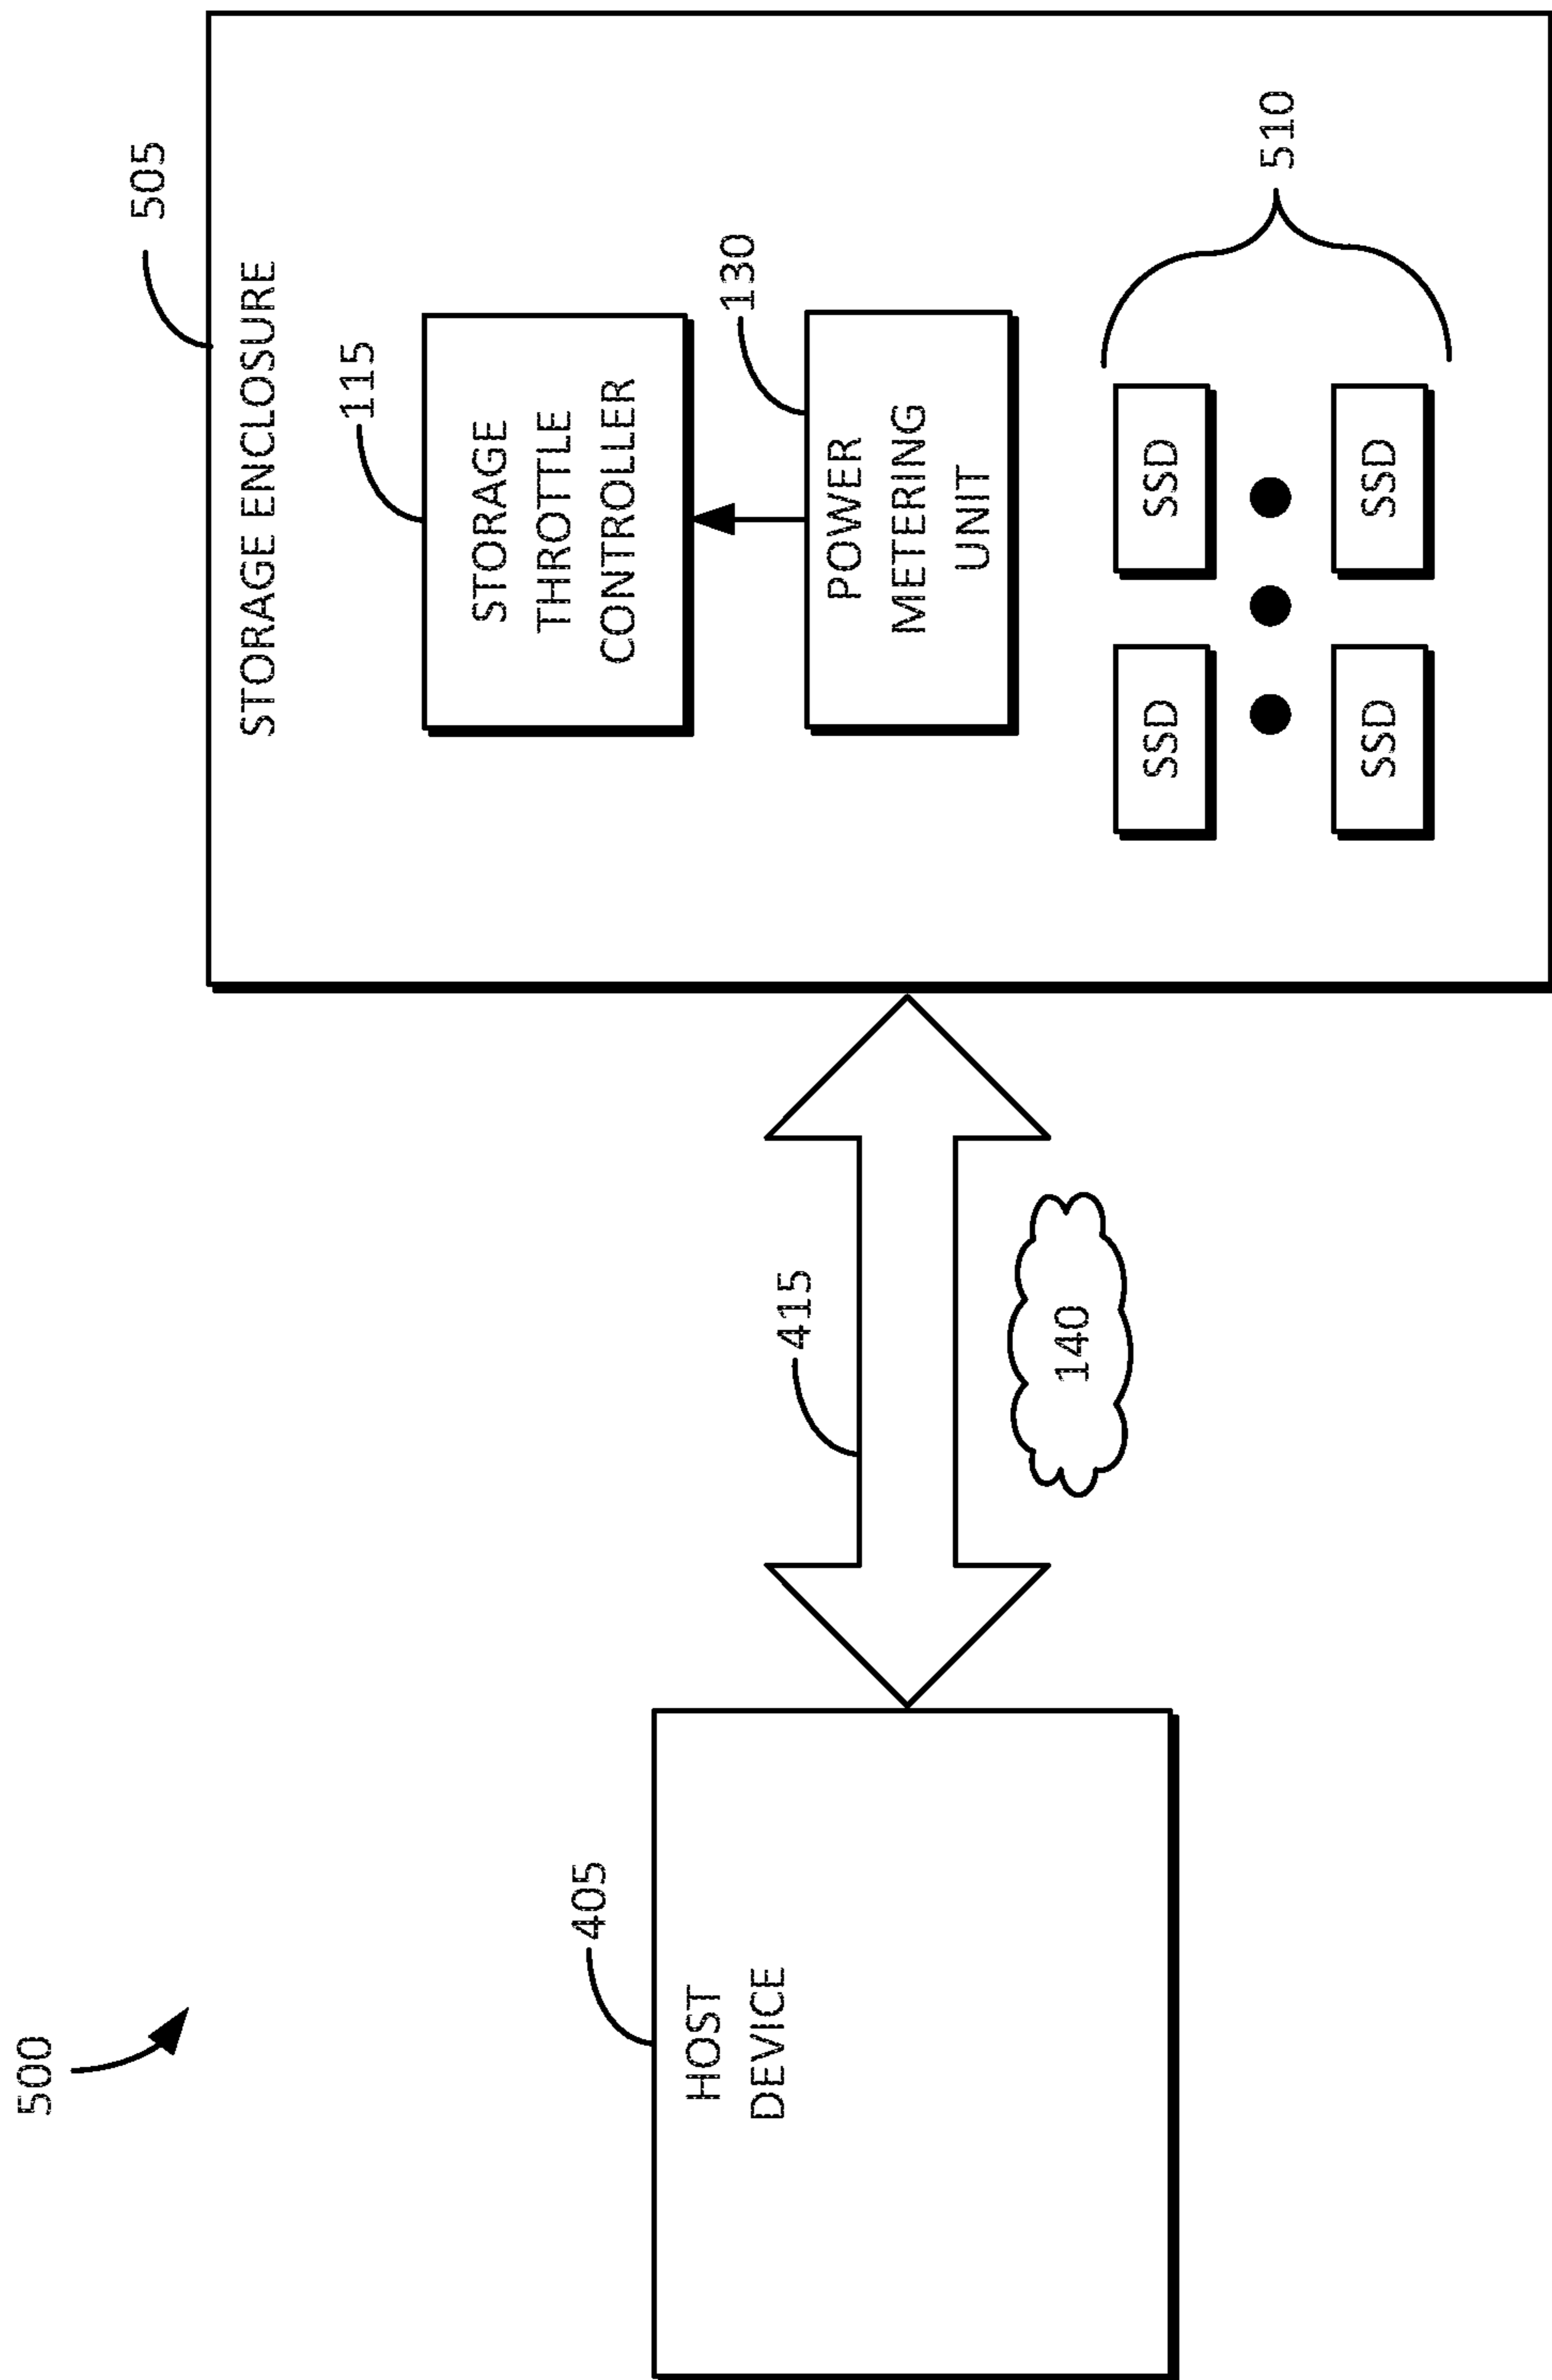 500
405
HOST
DEVICE
415
140
505
STORAGE ENCLOSURE
115
STORAGE
THROTTLE
CONTROLLER
130
POWER
METERING
UNIT
SSD
SSD
SSD
SSD
510